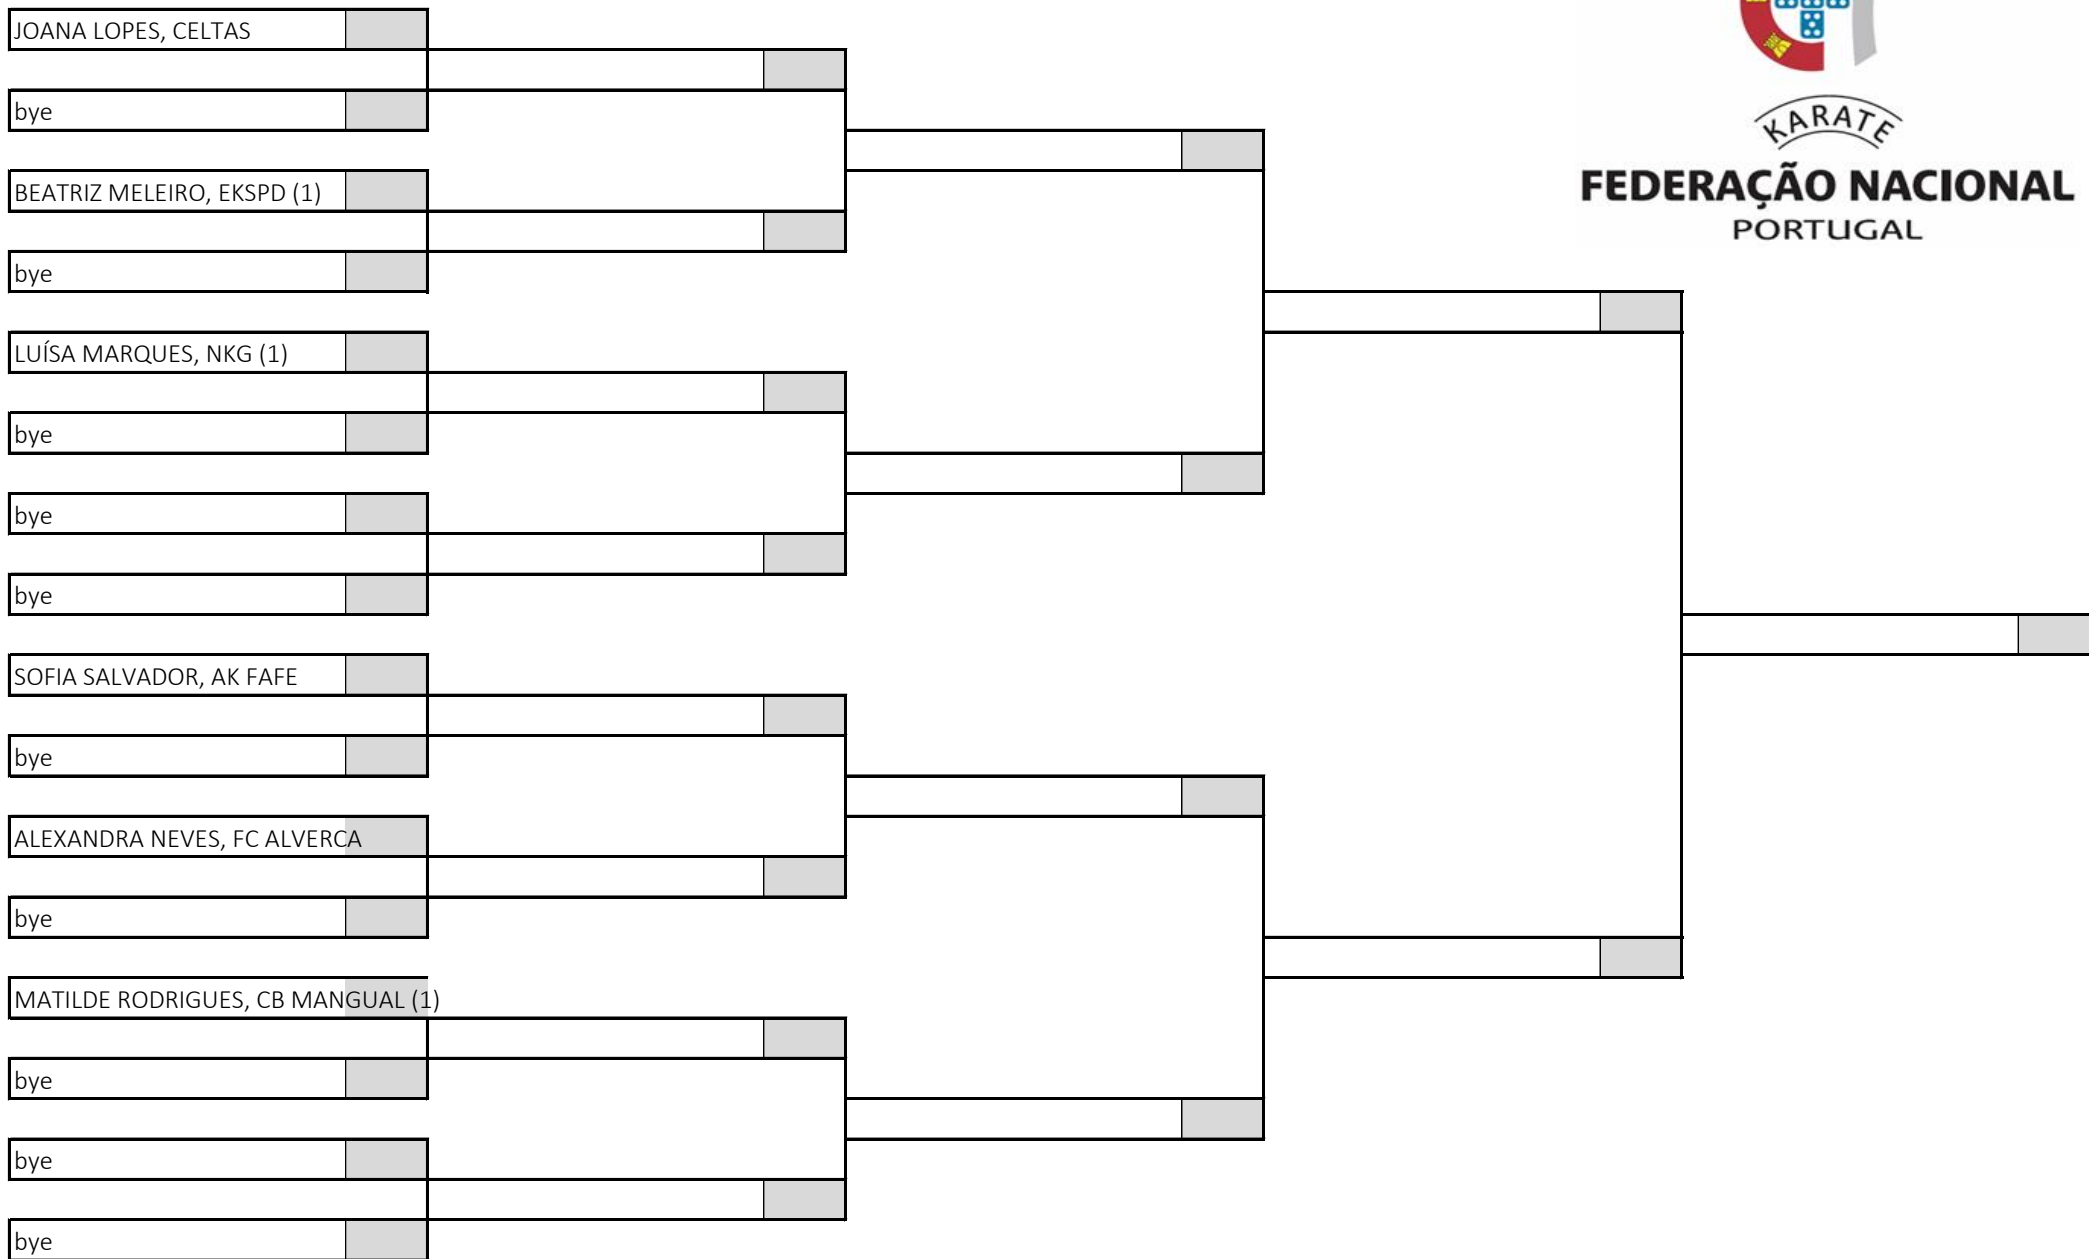 JOANA LOPES, CELTAS
bye
BEATRIZ MELEIRO, EKSPD (1)
bye
LUÍSA MARQUES, NKG (1)
bye
bye
bye
SOFIA SALVADOR, AK FAFE
bye
ALEXANDRA NEVES, FC ALVERCA
bye
MATILDE RODRIGUES, CB MANGUAL (1)
bye
bye
bye
KARATE
FEDERAÇÃO NACIONAL
PORTUGAL